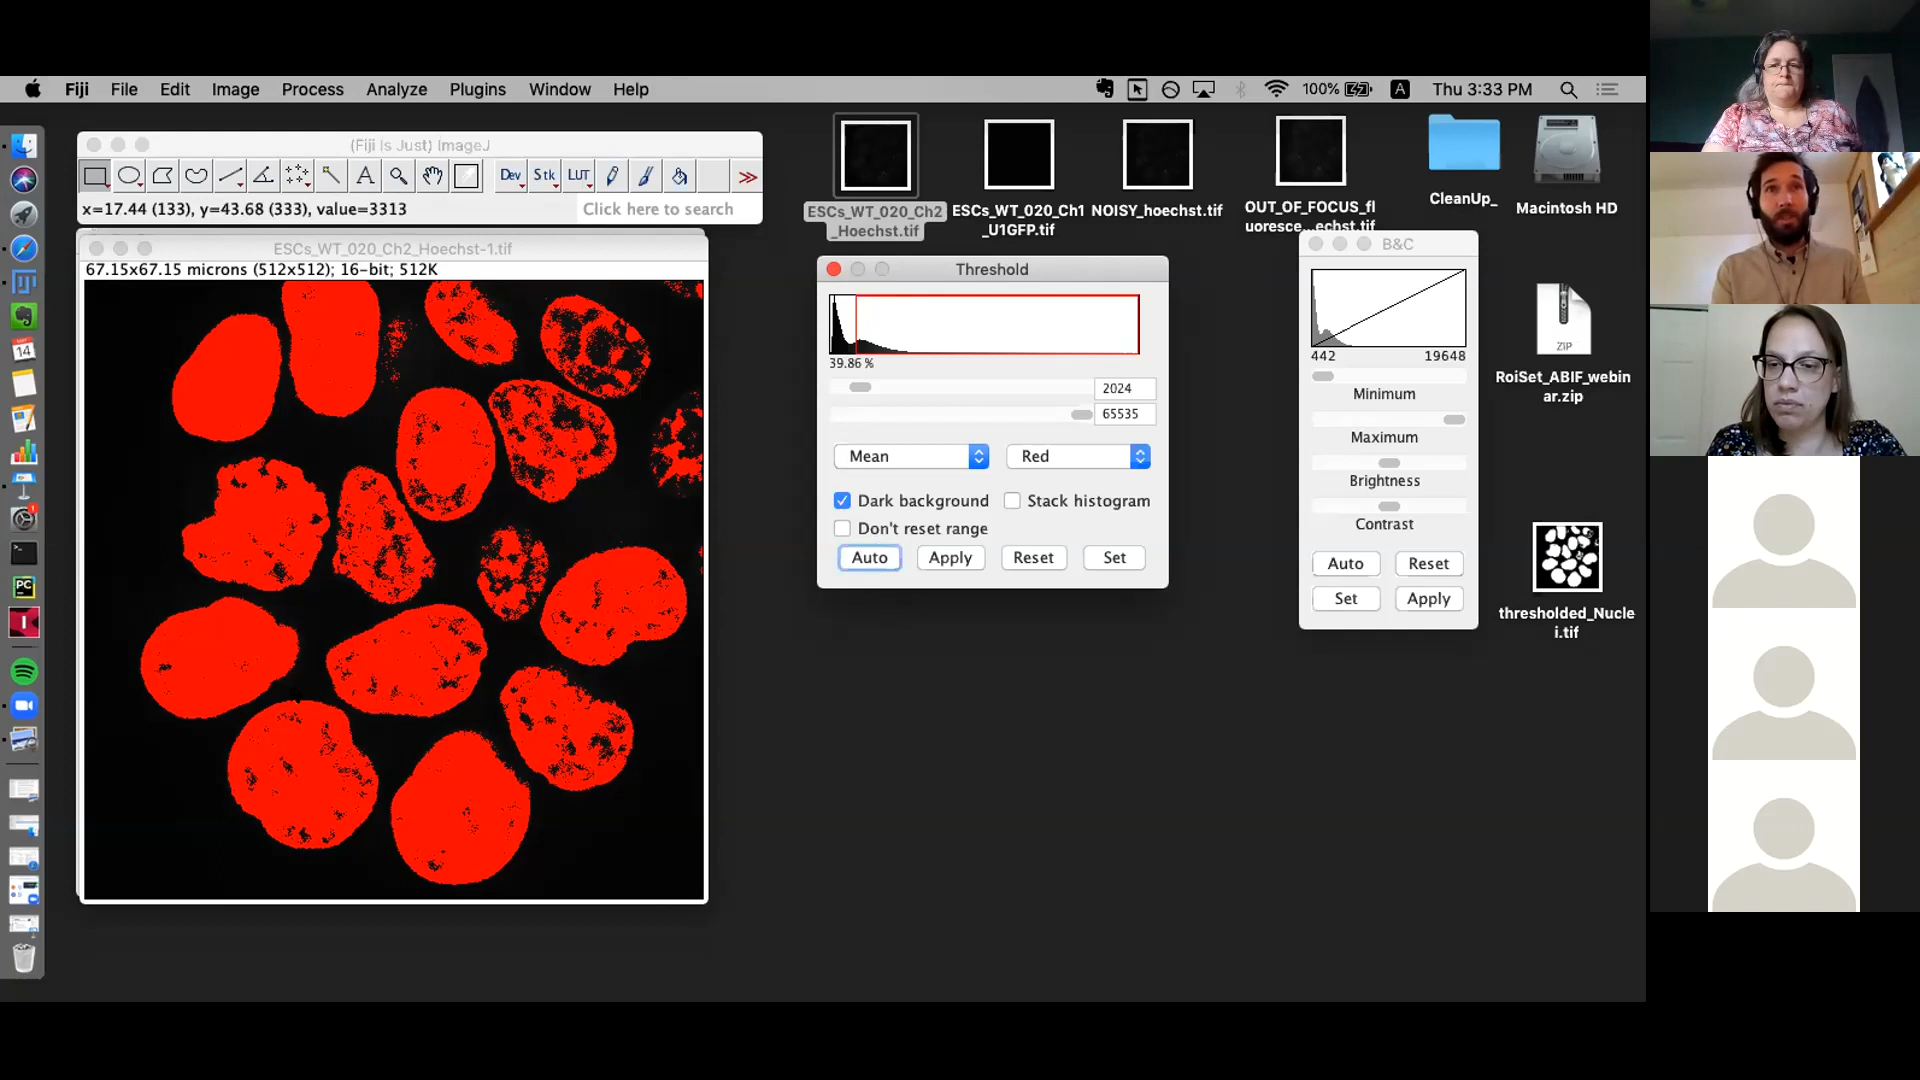 Fiji File Edit Image Process Analyze Plugins Window Help 100% A Thu 3:33 PM
(Fiji Is Just) ImageJ
A Dev Stk LUT >>
x=17.44 (133), y=43.68 (333), value=3313 Click here to search
ESCs_WT_020_Ch2
_Hoechst.tif
ESCs_WT_020_Ch1
_U1GFP.tif
NOISY_hoechst.tif
OUT_OF_FOCUS_fl
uoresce...echst.tif
CleanUp_
Macintosh HD
ESCs_WT_020_Ch2_Hoechst-1.tif
67.15x67.15 microns (512x512); 16-bit; 512K
Threshold
39.86 %
2024
65535
Mean Red
Dark background Stack histogram
Don't reset range
Auto Apply Reset Set
B&C
442 19648
Minimum
Maximum
Brightness
Contrast
Auto Reset
Set Apply
ZIP
RoiSet_ABIF_webin
ar.zip
thresholded_Nucle
i.tif
14
1
PC
I